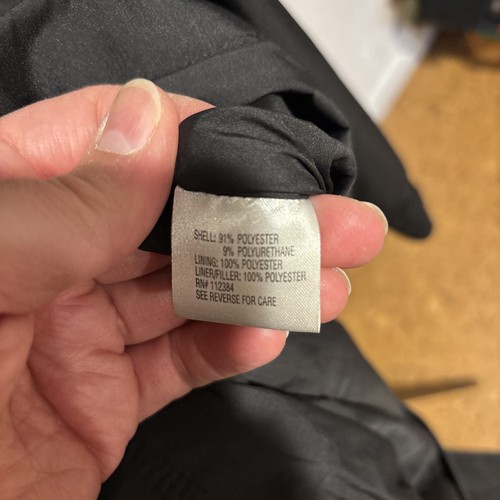 SHELL: 91% POLYESTER
9% POLYURETHANE
LINING: 100% POLYESTER
LINER/FILLER: 100% POLYESTER
RN# 112384
SEE REVERSE FOR CARE